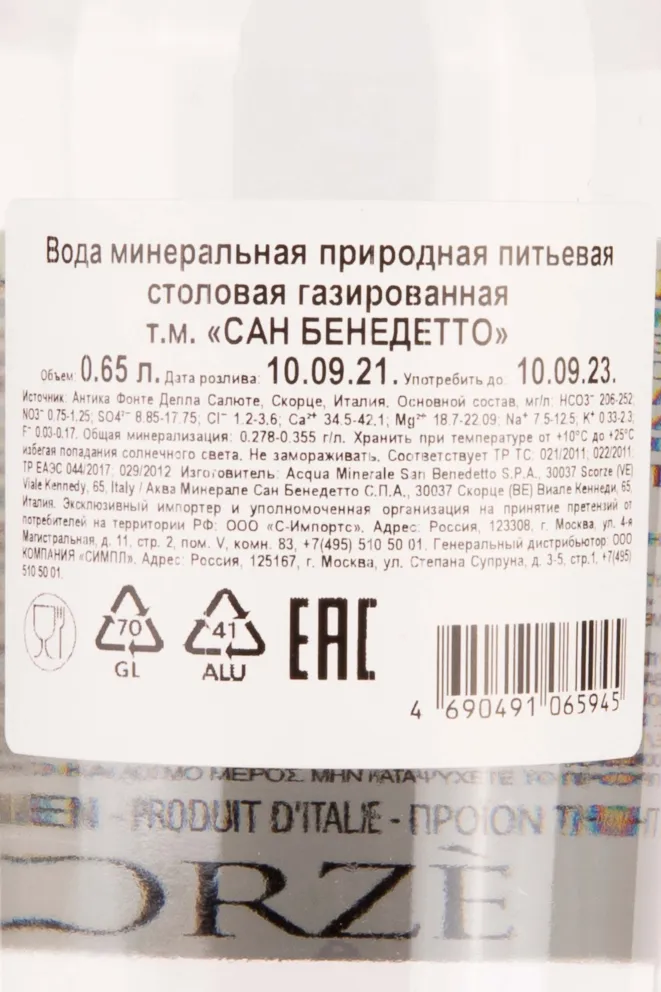 Вода минеральная природная питьевая
столовая газированная
т.м. «САН БЕНЕДЕТТО»
Объем 0.65 л. Дата розлива: 10.09.21. Употребить до: 10.09.23.
Источник: Антика Фонте Делла Салюте, Скорце, Италия, Основной состав, мг/л: HCO3⁻ 206-252,
NO3⁻ 0.75-1.25; SO4²⁻ 8.85-17.75; Cl⁻ 1.2-3.6; Ca²⁺ 34.5-42.1; Mg²⁺ 18.7-22.09; Na⁺ 7.5-12.5; K⁺ 0.33-2.3;
F⁻ 0.03-0.17. Общая минерализация: 0.278-0.355 г/л. Хранить при температуре от +10°C до +25°C
избегая попадания солнечного света. Не замораживать. Соответствует ТР ТС: 021/2011, 022/2011,
ТР ЕАЭС 044/2017; 029/2012 Изготовитель: Acqua Minerale San Benedetto S.P.A., 30037 Scorze (VE)
Viale Kennedy, 65, Italy / Аква Минерале Сан Бенедетто С.П.А., 30037 Скорце (ВЕ) Виале Кеннеди, 65,
Италия. Эксклюзивный импортер и уполномоченная организация на принятие претензий от
потребителей на территории РФ: ООО «С-Импортс». Адрес: Россия, 123308, г. Москва, ул. 4-я
Магистральная, д. 11, стр. 2, пом. V, комн. 83, +7(495) 510 50 01. Генеральный дистрибьютор: ООО
КОМПАНИЯ «СИМПЛ». Адрес: Россия, 125167, г. Москва, ул. Степана Супруна, д. 3-5, стр.1, +7(495)
510 50 01.
70
GL
41
ALU
EAC
4 690491 065945
ΜΕΡΟΣ. ΜΗΝ ΚΑΤΑΨΥΧΕΤΕ ΤΟ
- PRODUIT D'ITALIE - ΠΡΟΪΟΝ
ORZÈ